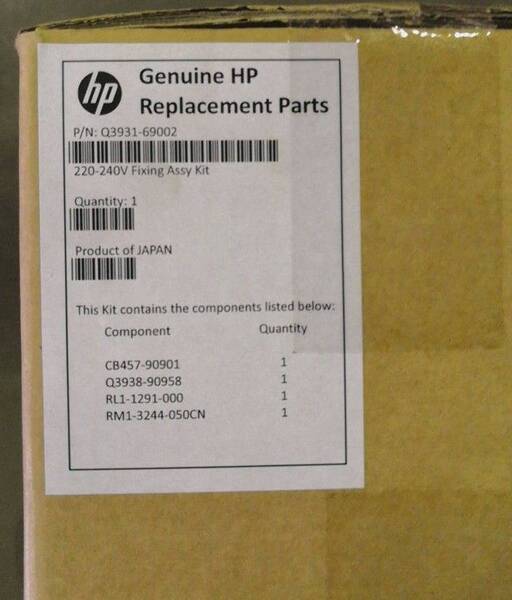 hp
Genuine HP
Replacement Parts
P/N: Q3931-69002
220-240V Fixing Assy Kit
Quantity: 1
Product of JAPAN
This Kit contains the components listed below:
Component Quantity
CB457-90901 1
Q3938-90958 1
RL1-1291-000 1
RM1-3244-050CN 1